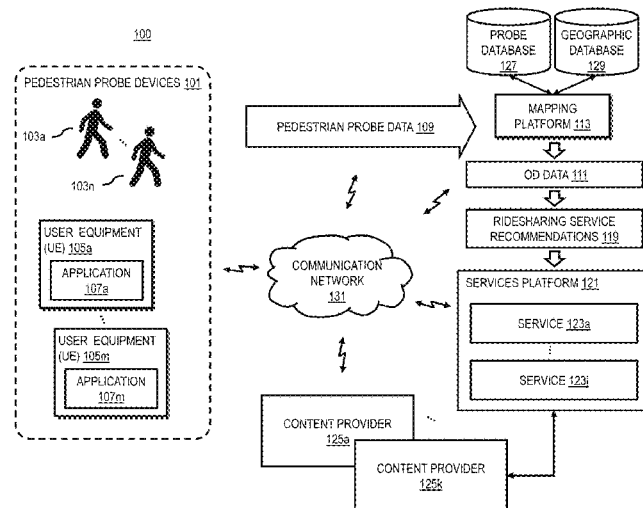 100
PEDESTRIAN PROBE DEVICES 101
103a
103n
USER EQUIPMENT
(UE) 105a
APPLICATION
107a
USER EQUIPMENT
(UE) 105m
APPLICATION
107m
PEDESTRIAN PROBE DATA 109
COMMUNICATION
NETWORK
131
CONTENT PROVIDER
125a
CONTENT PROVIDER
125k
PROBE
DATABASE
127
GEOGRAPHIC
DATABASE
129
MAPPING
PLATFORM 113
OD DATA 111
RIDESHARING SERVICE
RECOMMENDATIONS 119
SERVICES PLATFORM 121
SERVICE 123a
SERVICE 123j